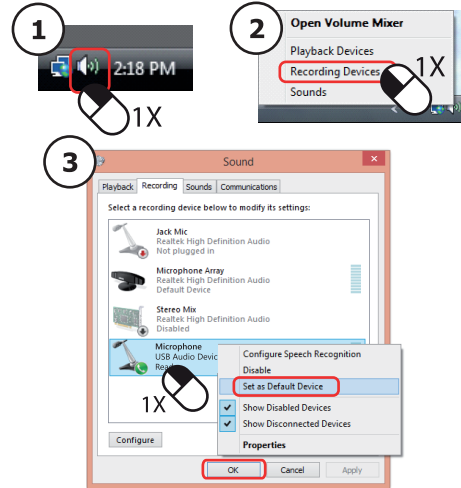 1
2:18 PM
1X
2
Open Volume Mixer
Playback Devices
Recording Devices
Sounds
1X
3
Sound
Playback Recording Sounds Communications
Select a recording device below to modify its settings:
Jack Mic
Realtek High Definition Audio
Not plugged in
Microphone Array
Realtek High Definition Audio
Default Device
Stereo Mix
Realtek High Definition Audio
Disabled
Microphone
USB Audio Devic
1X
Configure Speech Recognition
Disable
Set as Default Device
Show Disabled Devices
Show Disconnected Devices
Properties
Configure
OK Cancel Apply